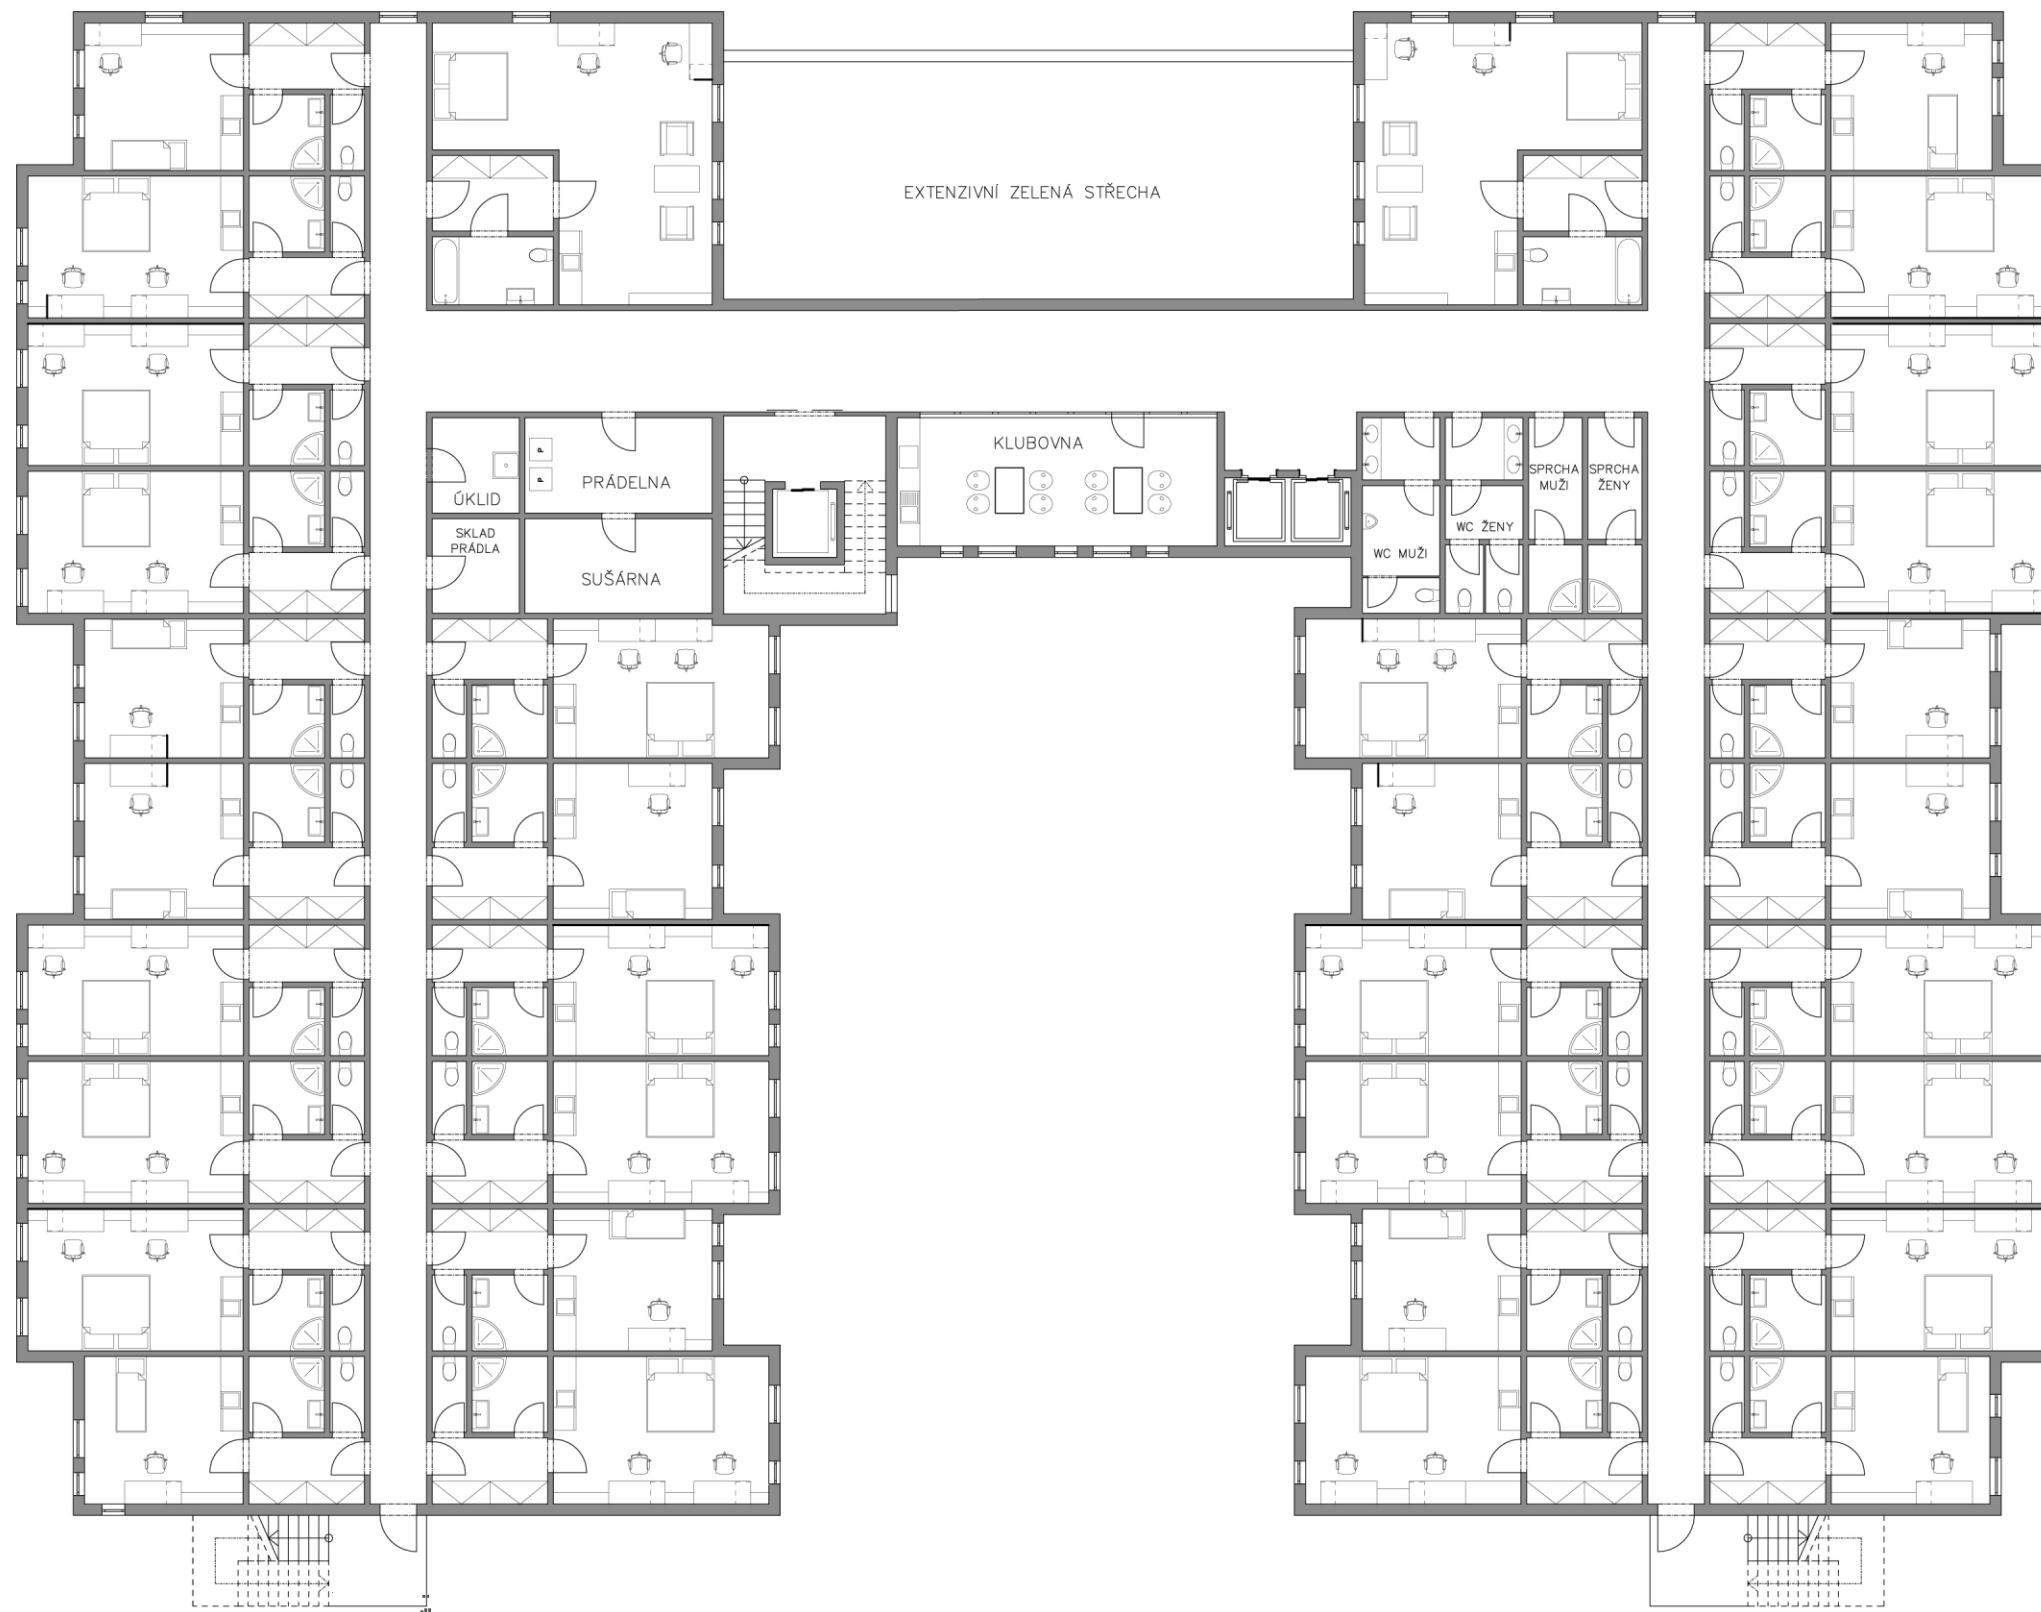 EXTENZIVNÍ ZELENÁ STŘECHA
KLUBOVNA
ÚKLID
P
P
PRÁDELNA
SKLAD
PRÁDLA
SUŠÁRNA
WC MUŽI
WC ŽENY
SPRCHA
MUŽI
SPRCHA
ŽENY